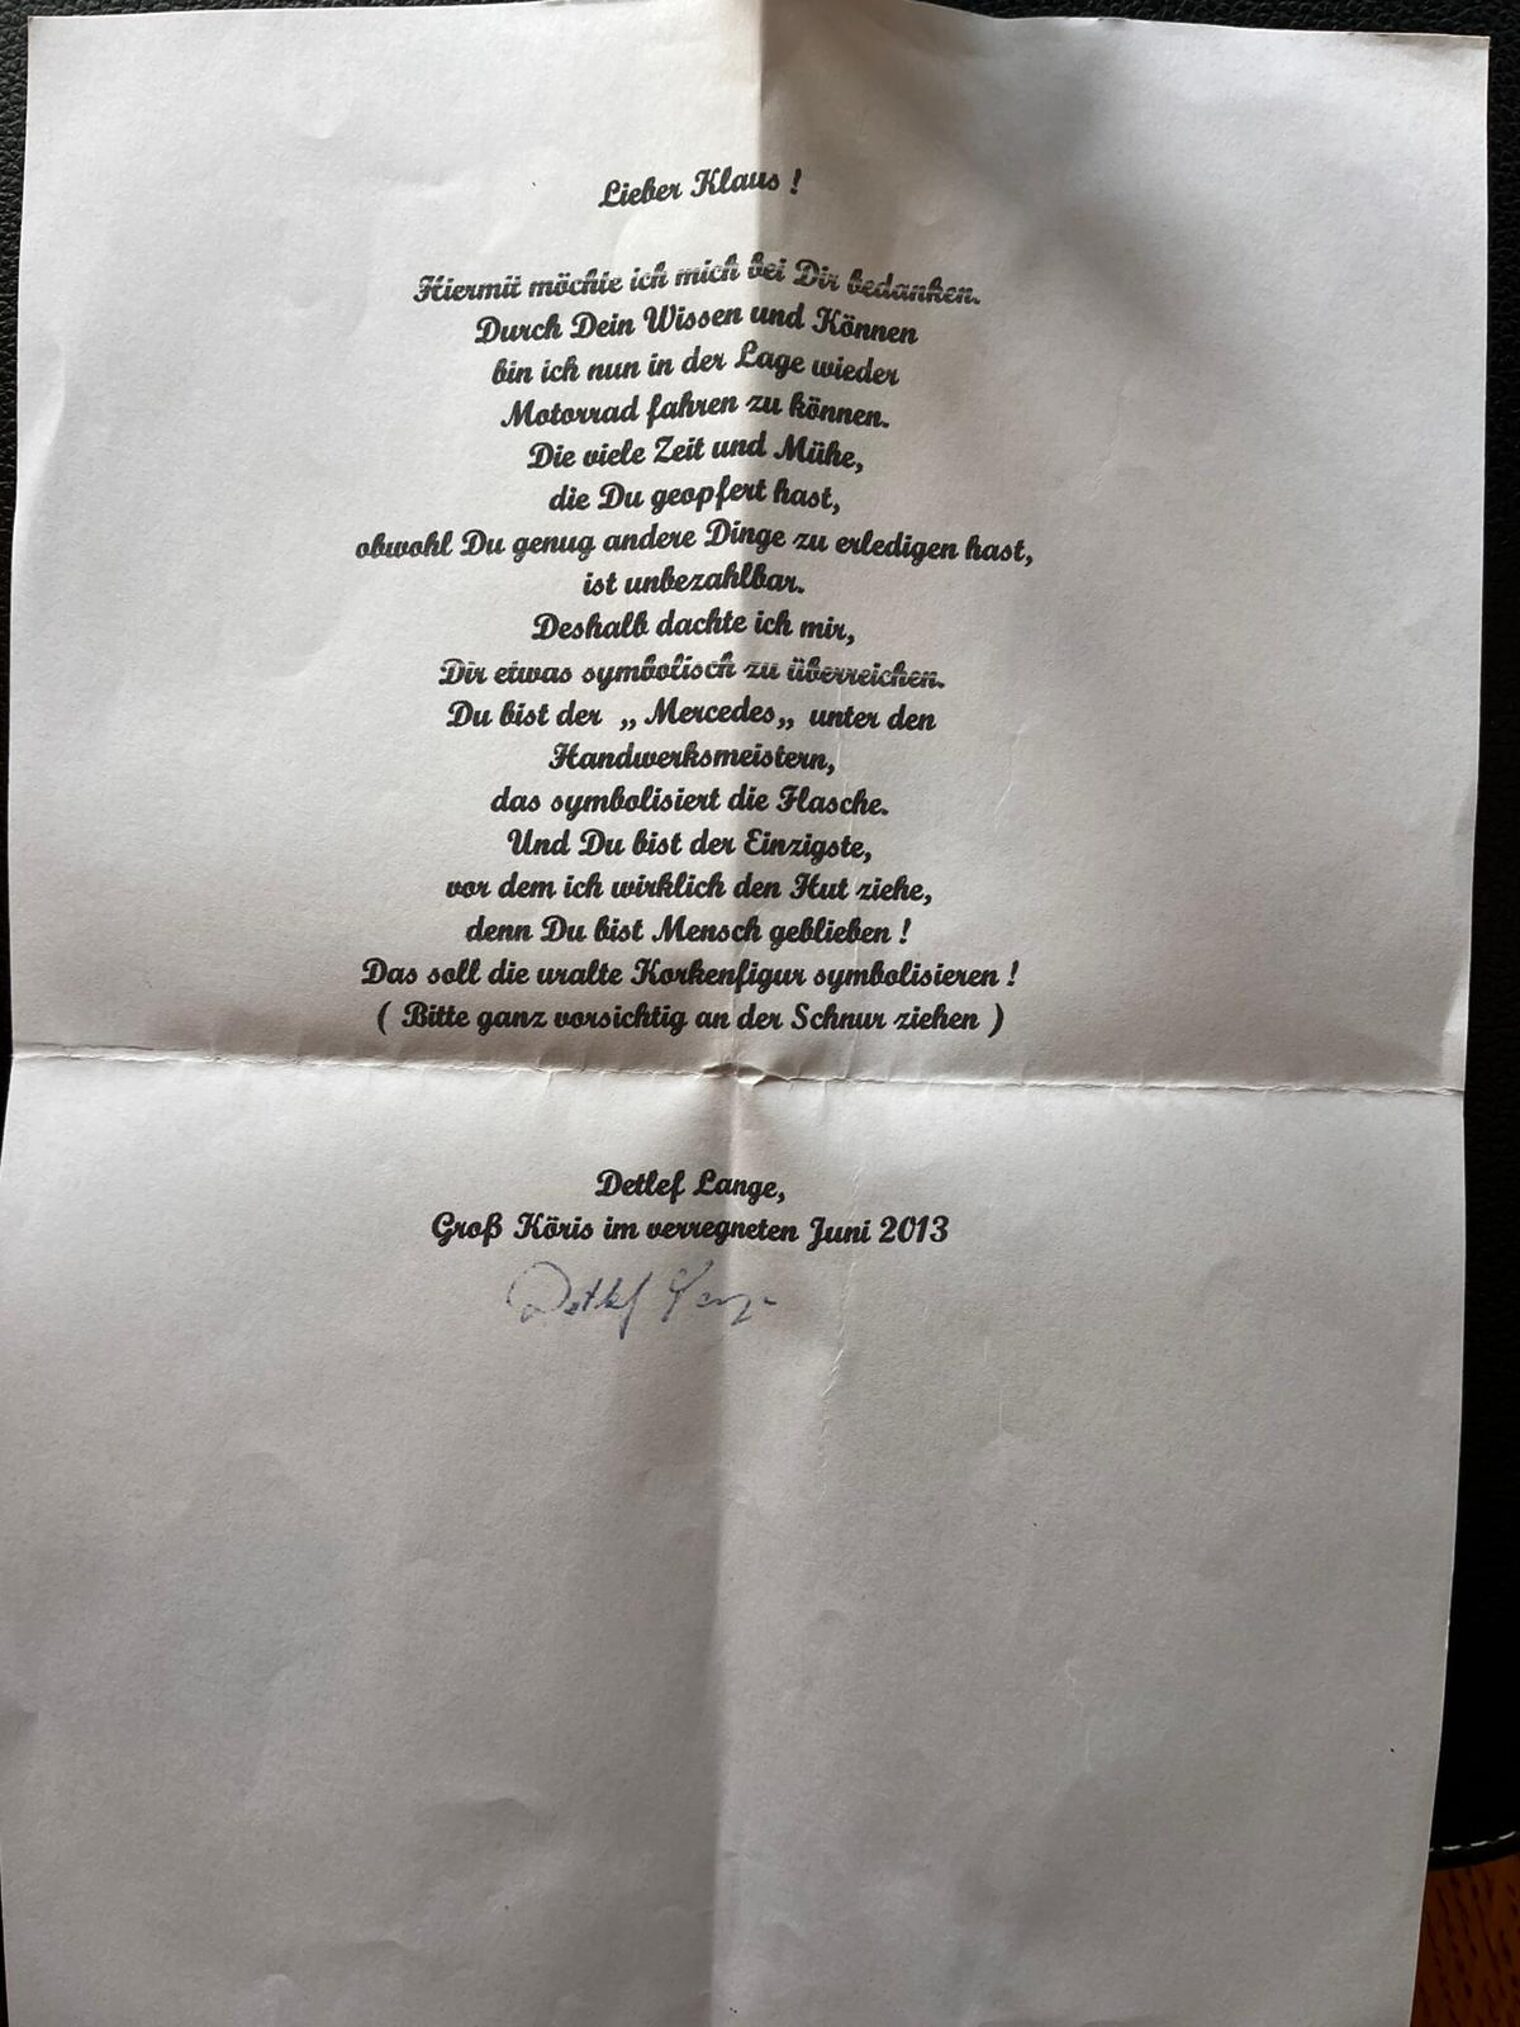 Lieber Klaus !
Hiermit möchte ich mich bei Dir bedanken.
Durch Dein Wissen und Können
bin ich nun in der Lage wieder
Motorrad fahren zu können.
Die viele Zeit und Mühe,
die Du geopfert hast,
obwohl Du genug andere Dinge zu erledigen hast,
ist unbezahlbar.
Deshalb dachte ich mir,
Dir etwas symbolisch zu überreichen.
Du bist der „ Mercedes„ unter den
Handwerksmeistern,
das symbolisiert die Flasche.
Und Du bist der Einzigste,
vor dem ich wirklich den Hut ziehe,
denn Du bist Mensch geblieben !
Das soll die uralte Korkenfigur symbolisieren !
( Bitte ganz vorsichtig an der Schnur ziehen )
Detlef Lange,
Groß Köris im verregneten Juni 2013
Detlef Lange